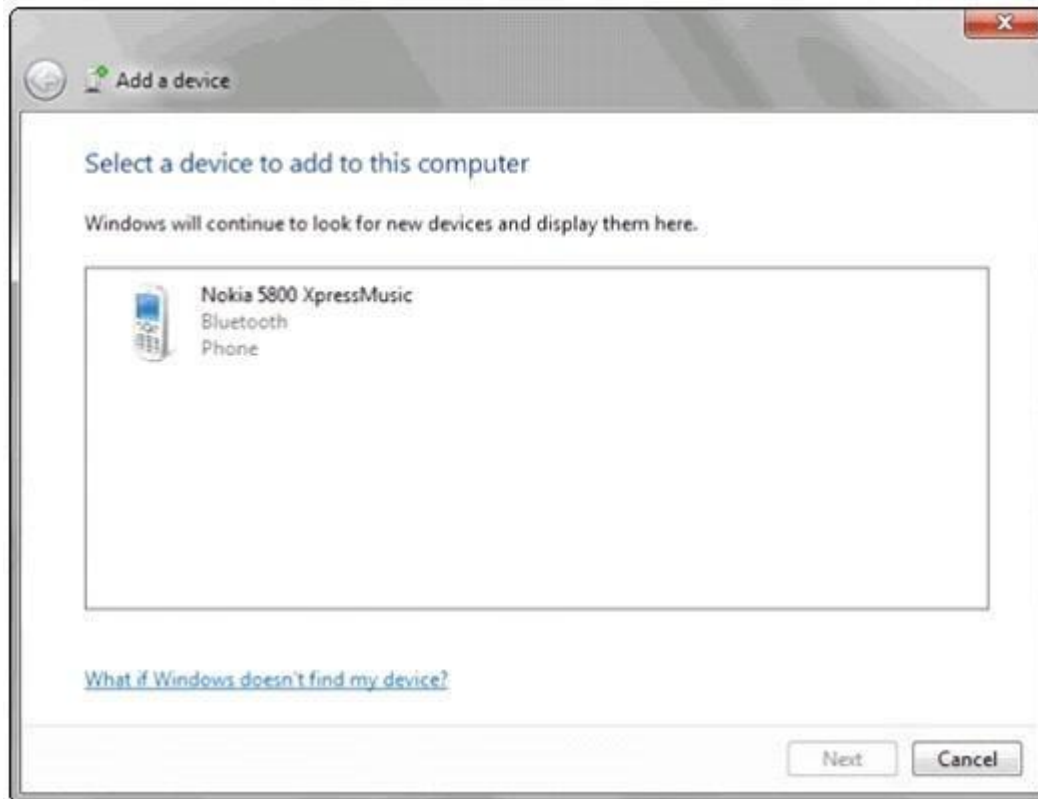 Add a device
Select a device to add to this computer
Windows will continue to look for new devices and display them here.
Nokia 5800 XpressMusic
Bluetooth
Phone
What if Windows doesn't find my device?
Next
Cancel